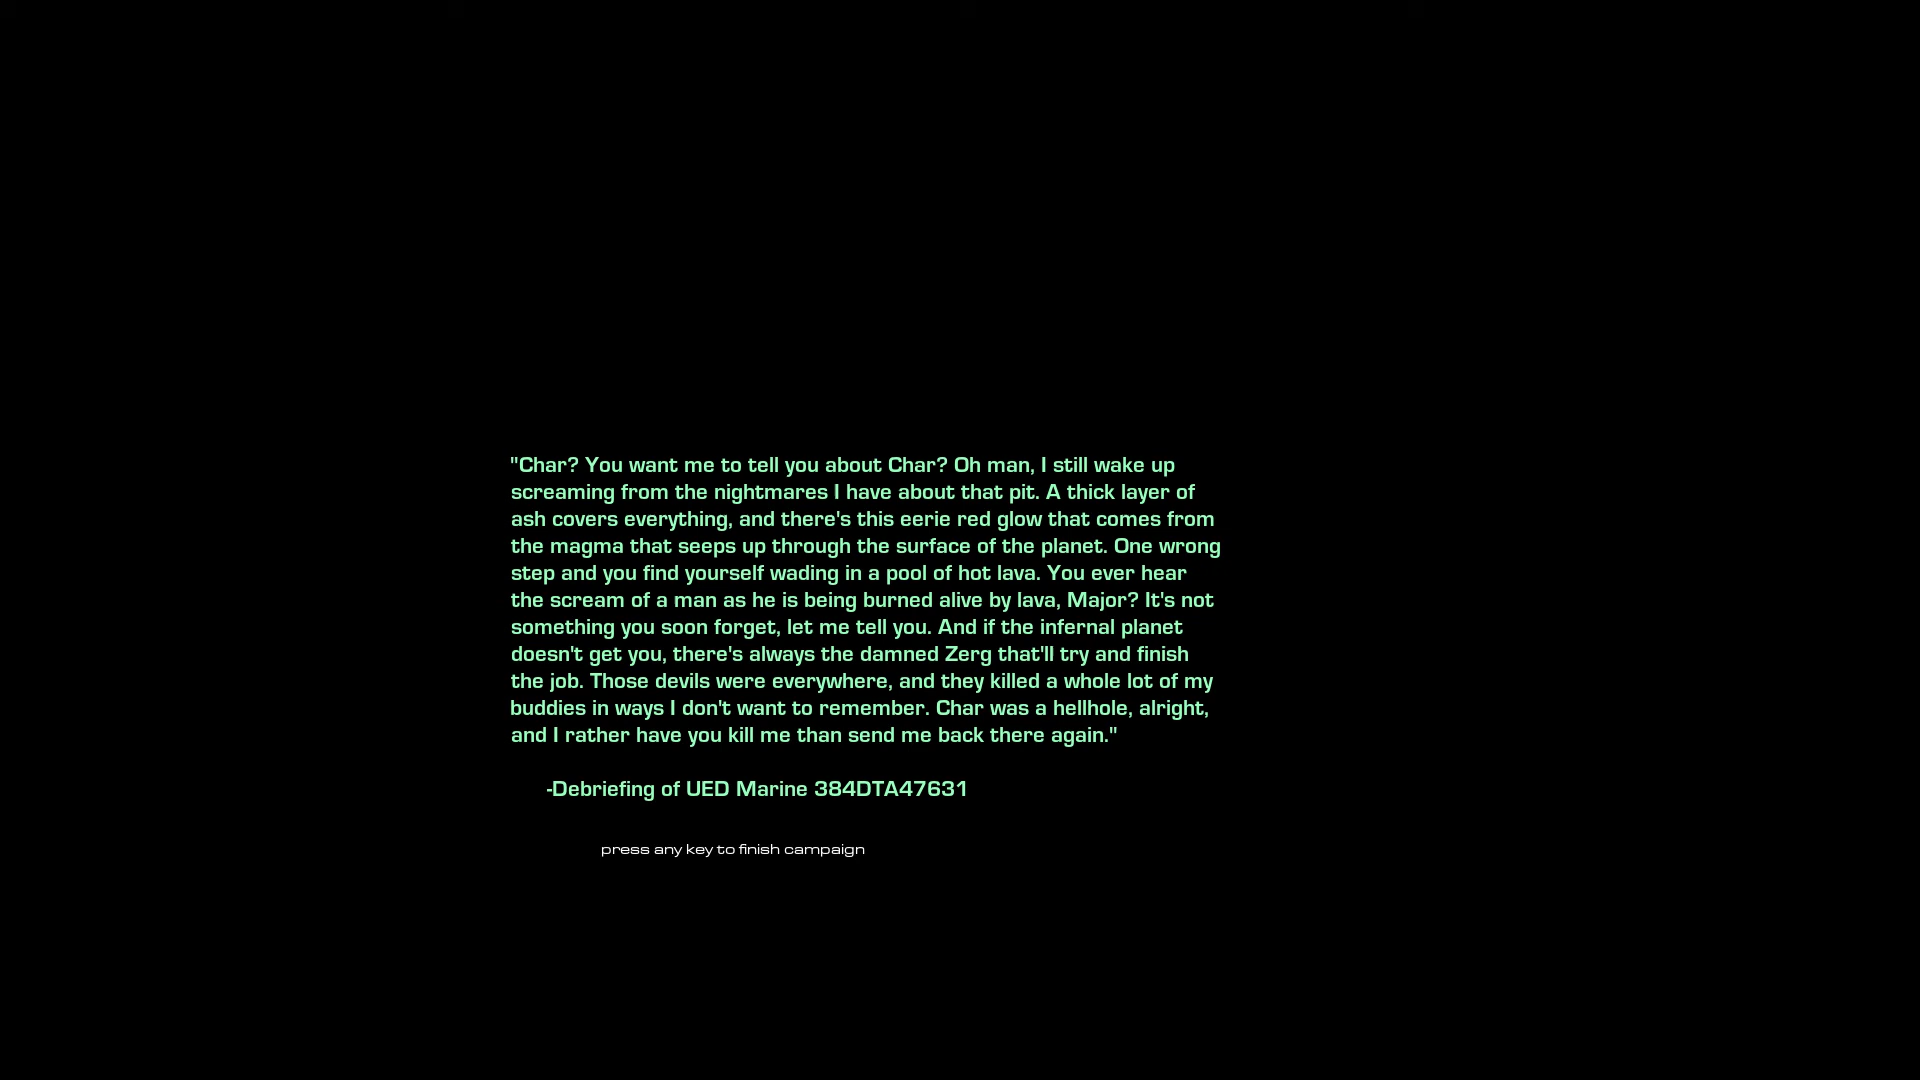 "Char? You want me to tell you about Char? Oh man, I still wake up
screaming from the nightmares I have about that pit. A thick layer of
ash covers everything, and there's this eerie red glow that comes from
the magma that seeps up through the surface of the planet. One wrong
step and you find yourself wading in a pool of hot lava. You ever hear
the scream of a man as he is being burned alive by lava, Major? It's not
something you soon forget, let me tell you. And if the infernal planet
doesn't get you, there's always the damned Zerg that'll try and finish
the job. Those devils were everywhere, and they killed a whole lot of my
buddies in ways I don't want to remember. Char was a hellhole, alright,
and I rather have you kill me than send me back there again."
-Debriefing of UED Marine 384DTA47631
press any key to finish campaign